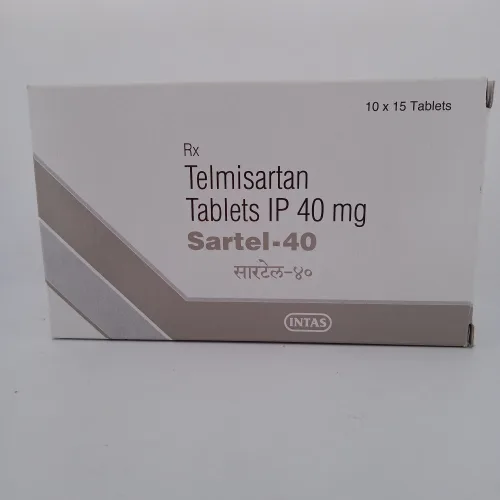 10 x 15 Tablets
Rx
Telmisartan
Tablets IP 40 mg
Sartel-40
सारटेल-४०
INTAS